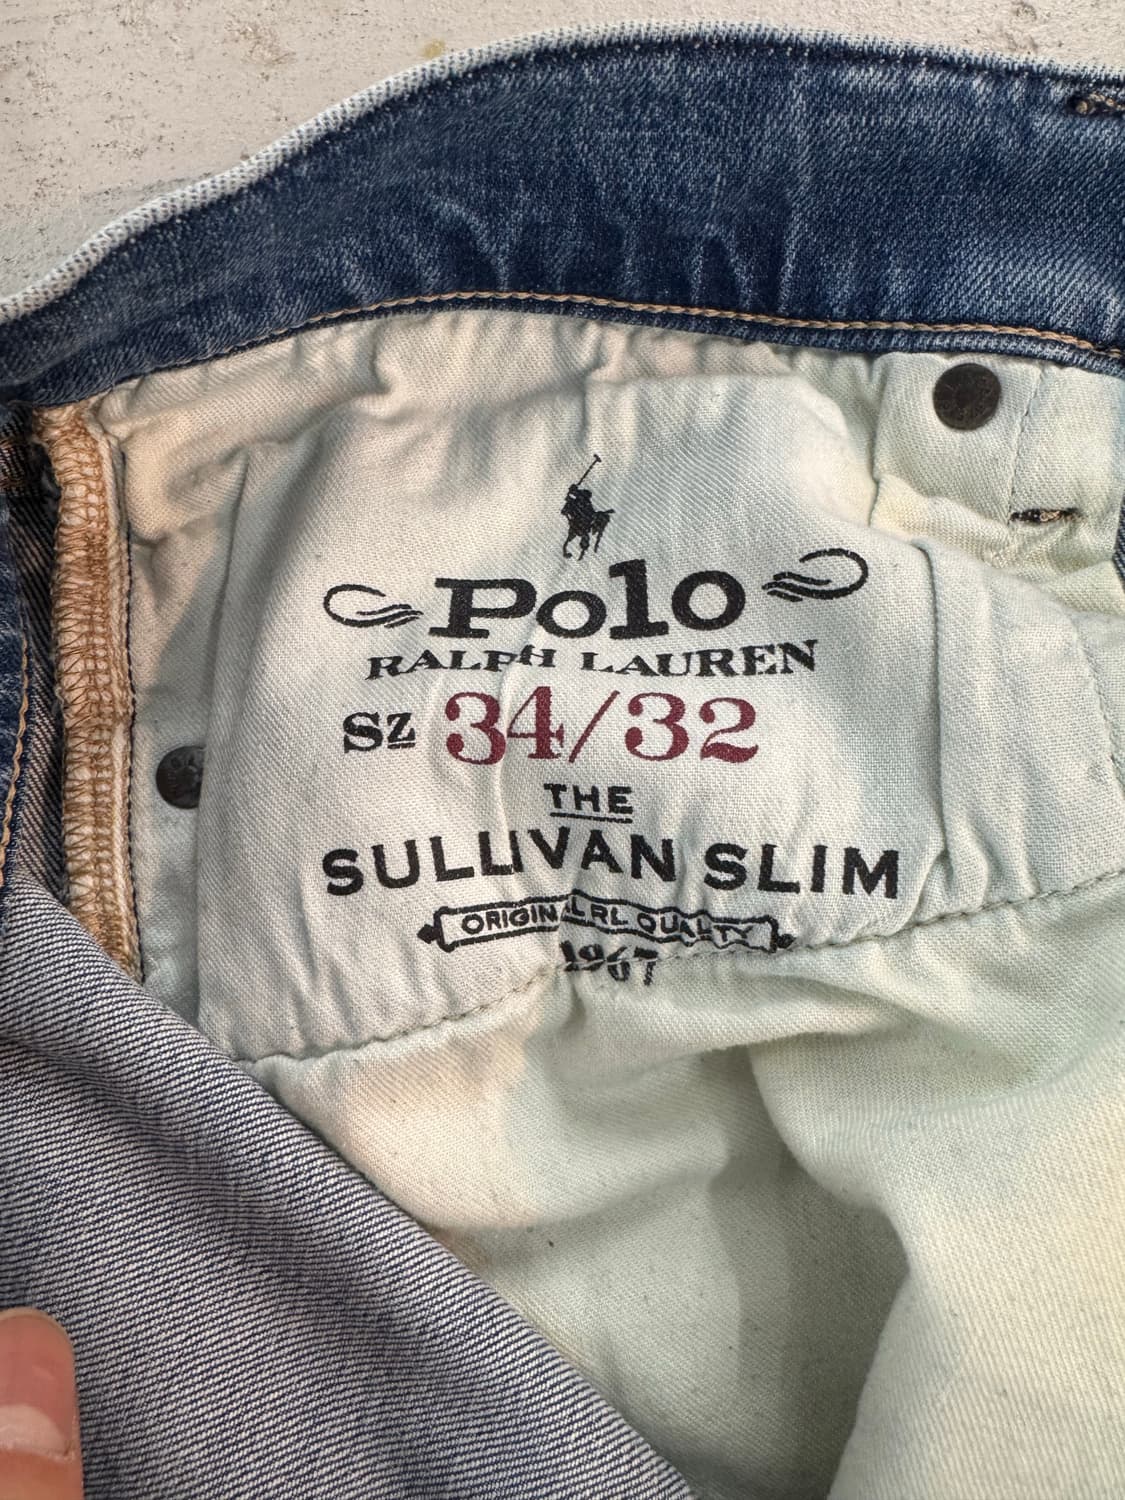 Polo
RALPH LAUREN
SZ 34/32
THE
SULLIVAN SLIM
ORIGINAL RL QUALITY
1967